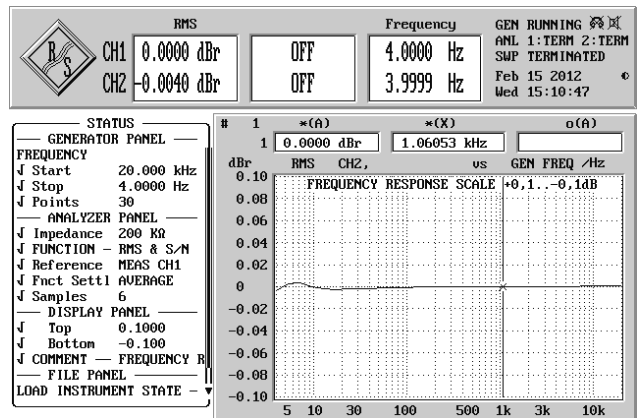 RMS Frequency GEN RUNNING
R S CH1 0.0000 dBr OFF 4.0000 Hz ANL 1:TERM 2:TERM
SWP TERMINATED
CH2 -0.0040 dBr OFF 3.9999 Hz Feb 15 2012
Wed 15:10:47
STATUS
GENERATOR PANEL
FREQUENCY
Start 20.000 kHz
Stop 4.0000 Hz
Points 30
ANALYZER PANEL
Impedance 200 KΩ
FUNCTION - RMS & S/N
Reference MEAS CH1
Fnct Settl AVERAGE
Samples 6
DISPLAY PANEL
Top 0.1000
Bottom -0.100
COMMENT — FREQUENCY R
FILE PANEL
LOAD INSTRUMENT STATE -
# 1 *(A) *(X) o(A)
1 0.0000 dBr 1.06053 kHz
dBr RMS CH2, vs GEN FREQ /Hz
FREQUENCY RESPONSE SCALE +0,1..-0,1dB
0.10
0.08
0.06
0.04
0.02
0
-0.02
-0.04
-0.06
-0.08
-0.10
5 10 30 100 500 1k 3k 10k